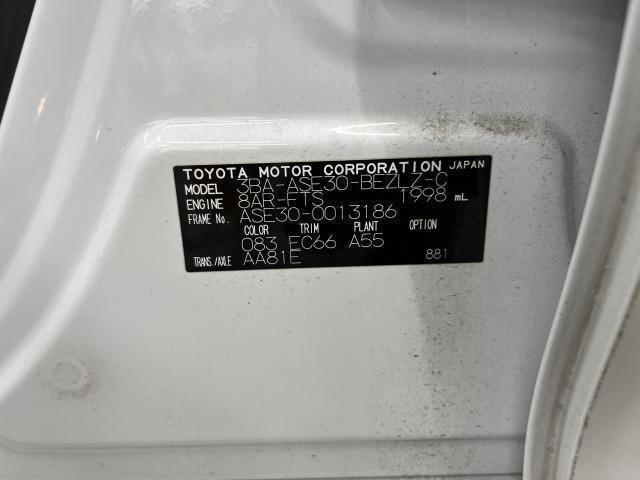 TOYOTA MOTOR CORPORATION JAPAN
MODEL 3BA-ASE30-BEZLZ-C
ENGINE 8AR-FTS 1998 mL
FRAME No. ASE30-0013186
COLOR TRIM PLANT OPTION
083 EC66 A55
TRANS./AXLE AA81E 881